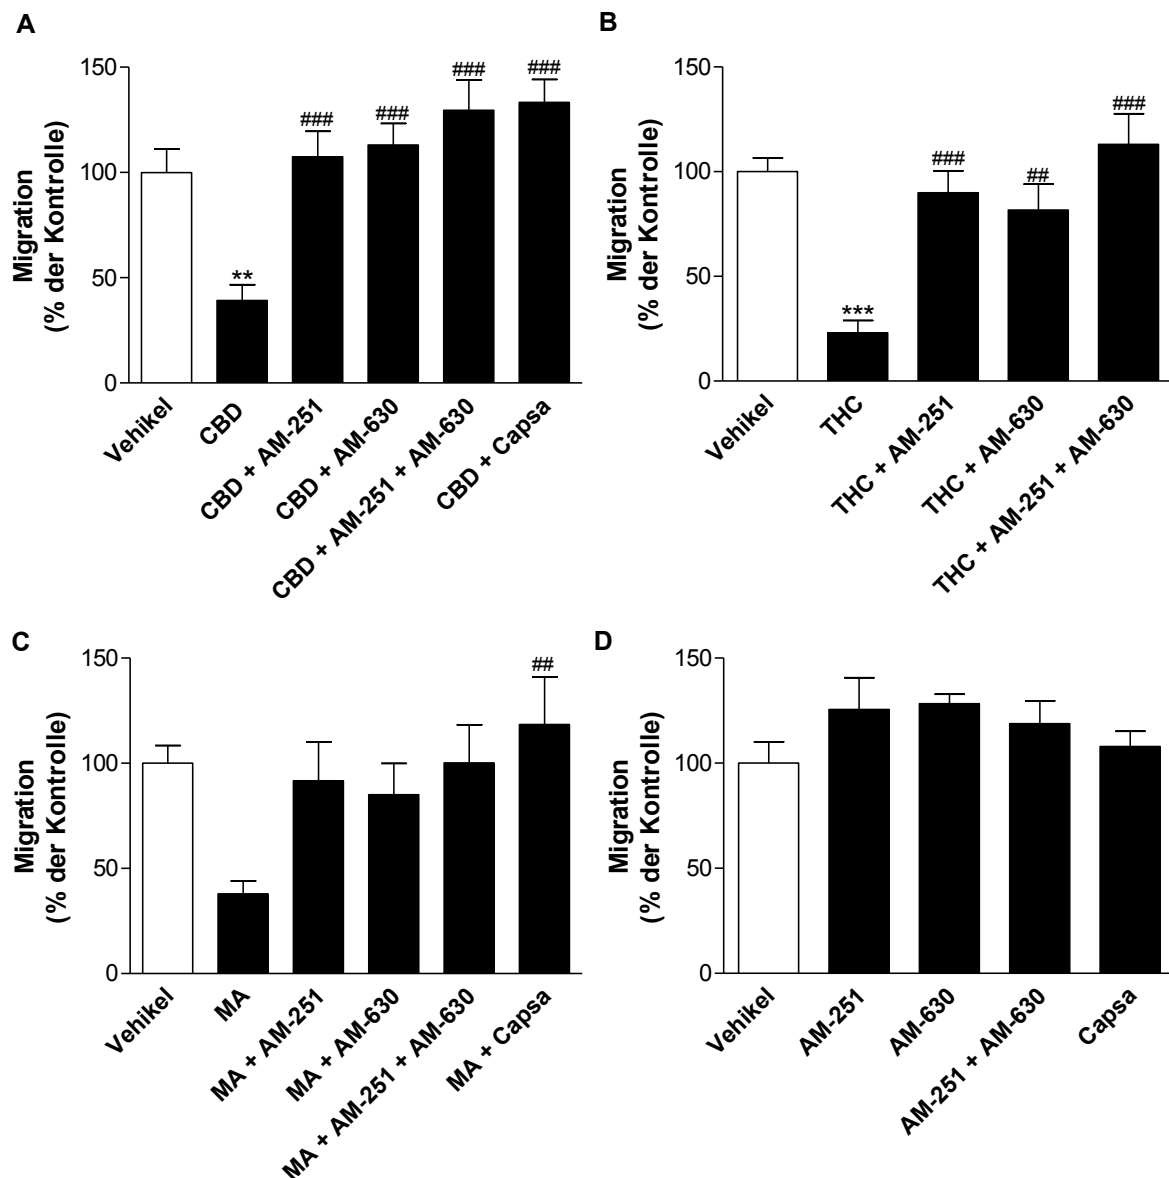 A
Migration
(% der Kontrolle)
150
100
50
0
**
###
###
###
###
Vehikel
CBD
CBD + AM-251
CBD + AM-630
CBD + AM-251 + AM-630
CBD + Capsa
B
Migration
(% der Kontrolle)
150
100
50
0
***
###
##
###
Vehikel
THC
THC + AM-251
THC + AM-630
THC + AM-251 + AM-630
C
Migration
(% der Kontrolle)
150
100
50
0
##
Vehikel
MA
MA + AM-251
MA + AM-630
MA + AM-251 + AM-630
MA + Capsa
D
Migration
(% der Kontrolle)
150
100
50
0
Vehikel
AM-251
AM-630
AM-251 + AM-630
Capsa